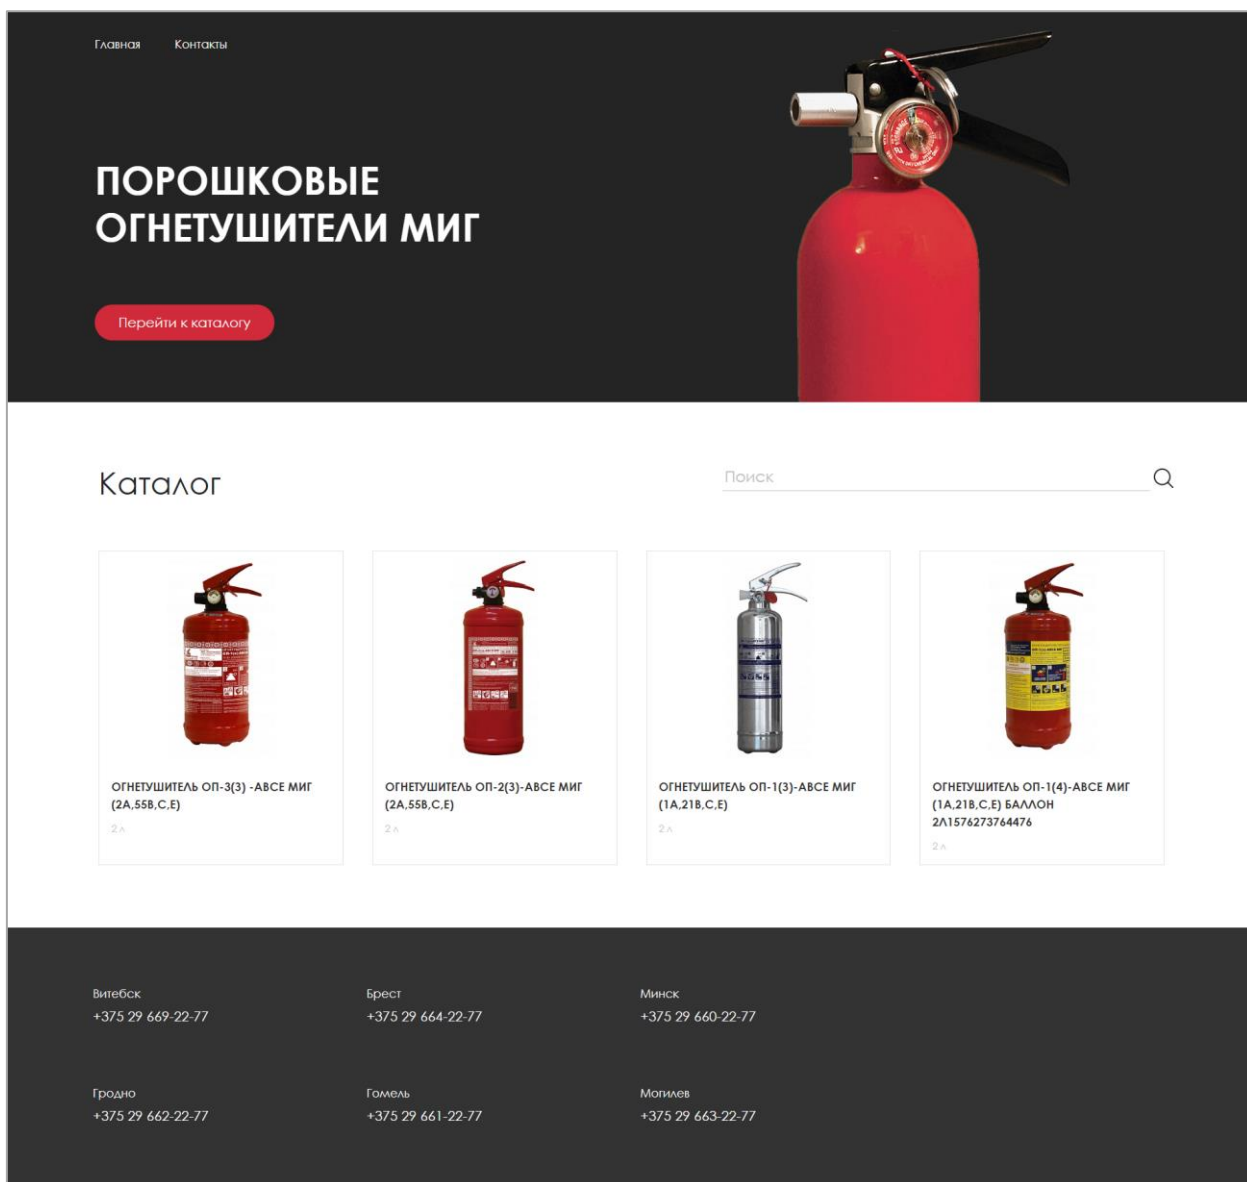 Главная Контакты
ПОРОШКОВЫЕ
ОГНЕТУШИТЕЛИ МИГ
Перейти к каталогу
Каталог
Поиск
ОГНЕТУШИТЕЛЬ ОП-3(3) -АВСЕ МИГ
(2А,55В,С,Е)
2 л
ОГНЕТУШИТЕЛЬ ОП-2(3)-АВСЕ МИГ
(2А,55В,С,Е)
2 л
ОГНЕТУШИТЕЛЬ ОП-1(3)-АВСЕ МИГ
(1А,21В,С,Е)
2 л
ОГНЕТУШИТЕЛЬ ОП-1(4)-АВСЕ МИГ
(1А,21В,С,Е) БАЛЛОН
2Л1576273764476
2 л
Витебск
+375 29 669-22-77
Брест
+375 29 664-22-77
Минск
+375 29 660-22-77
Гродно
+375 29 662-22-77
Гомель
+375 29 661-22-77
Могилев
+375 29 663-22-77